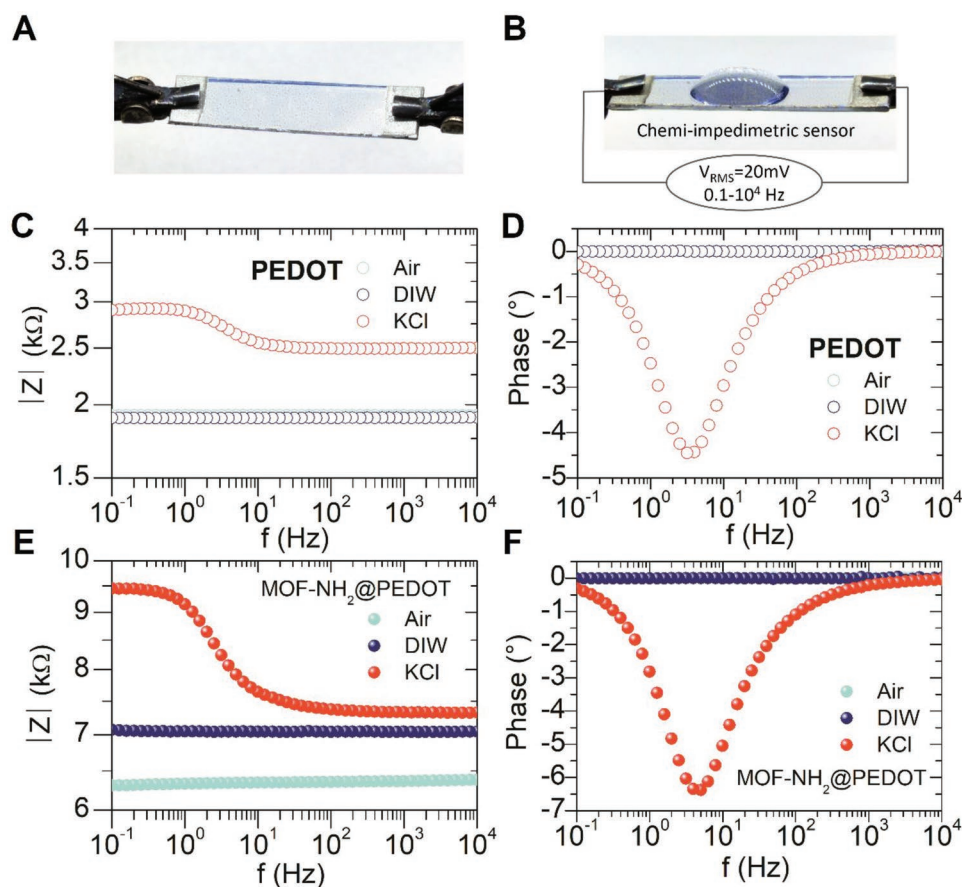 A
B
Chemi-impedimetric sensor
V_RMS=20mV
0.1-10⁴ Hz
C
4
3.5
3
2.5
2
1.5
|Z| (kΩ)
PEDOT
Air
DIW
KCl
10⁻¹ 10⁰ 10¹ 10² 10³ 10⁴
f (Hz)
D
0
-1
-2
-3
-4
-5
Phase (°)
PEDOT
Air
DIW
KCl
10⁻¹ 10⁰ 10¹ 10² 10³ 10⁴
f (Hz)
E
10
9
8
7
6
|Z| (kΩ)
MOF-NH₂@PEDOT
Air
DIW
KCl
10⁻¹ 10⁰ 10¹ 10² 10³ 10⁴
f (Hz)
F
0
-1
-2
-3
-4
-5
-6
-7
Phase (°)
Air
DIW
KCl
MOF-NH₂@PEDOT
10⁻¹ 10⁰ 10¹ 10² 10³ 10⁴
f (Hz)